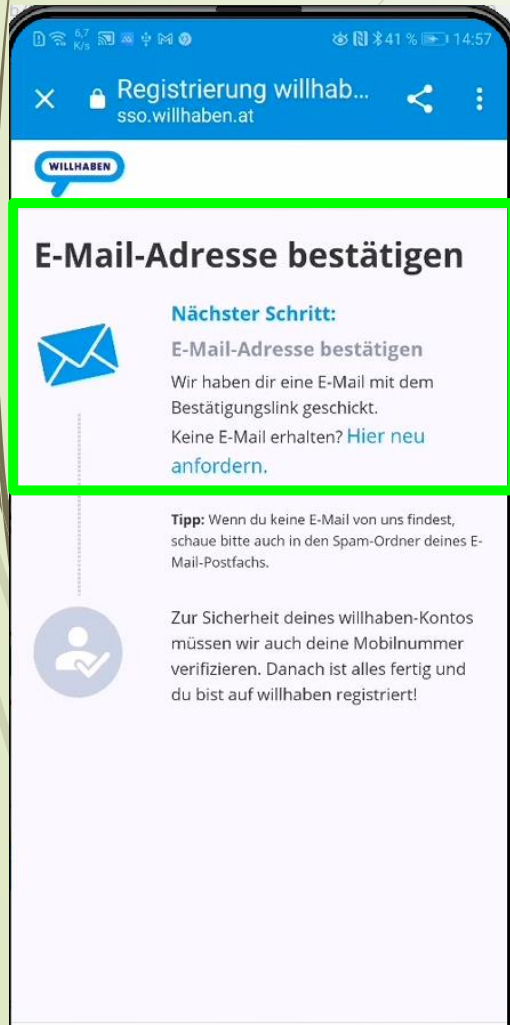 6,7
K/s
41 %
14:57
Registrierung willhab...
sso.willhaben.at
WILLHABEN
E-Mail-Adresse bestätigen
Nächster Schritt:
E-Mail-Adresse bestätigen
Wir haben dir eine E-Mail mit dem
Bestätigungslink geschickt.
Keine E-Mail erhalten? Hier neu
anfordern.
Tipp: Wenn du keine E-Mail von uns findest,
schaue bitte auch in den Spam-Ordner deines E-
Mail-Postfachs.
Zur Sicherheit deines willhaben-Kontos
müssen wir auch deine Mobilnummer
verifizieren. Danach ist alles fertig und
du bist auf willhaben registriert!